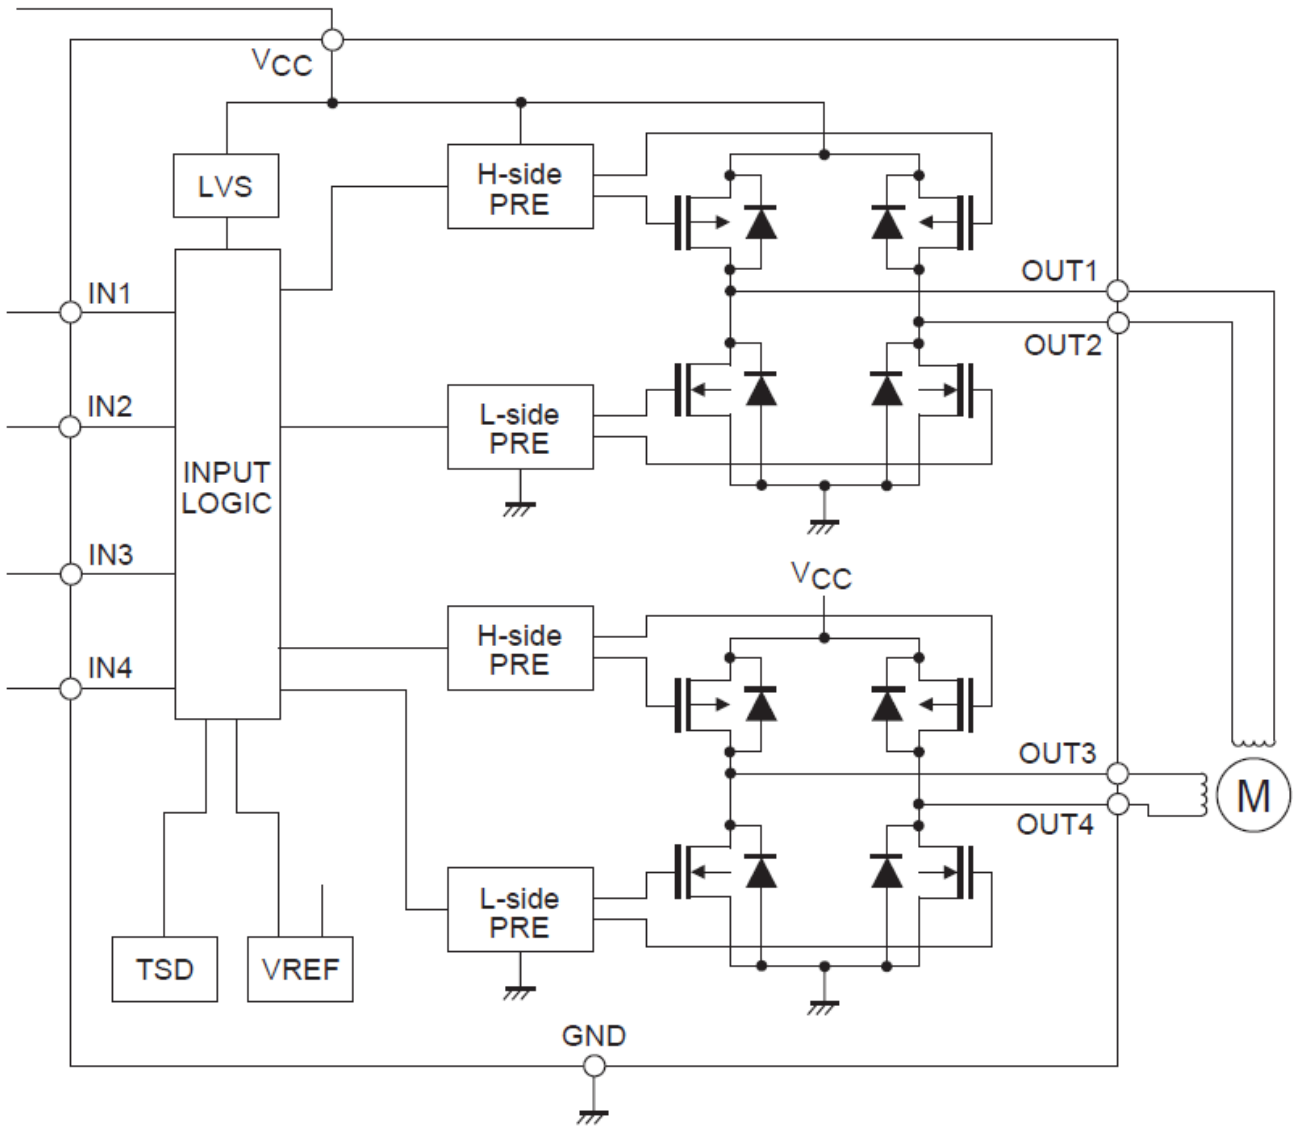 VCC
LVS
H-side
PRE
OUT1
IN1
OUT2
IN2
L-side
PRE
INPUT
LOGIC
IN3
VCC
H-side
PRE
IN4
OUT3
M
OUT4
L-side
PRE
TSD
VREF
GND